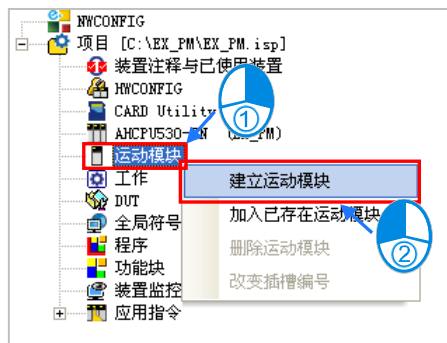 NWCONFIG
项目 [C:\EX_PM\EX_PM.isp]
装置注释与已使用装置
HWCONFIG
CARD Utility
①
AHCPU530-EN (EX_PM)
运动模块
工作
建立运动模块
DUT
加入已存在运动模块
全局符号
②
程序
删除运动模块
功能块
改变插槽编号
装置监控
应用指令